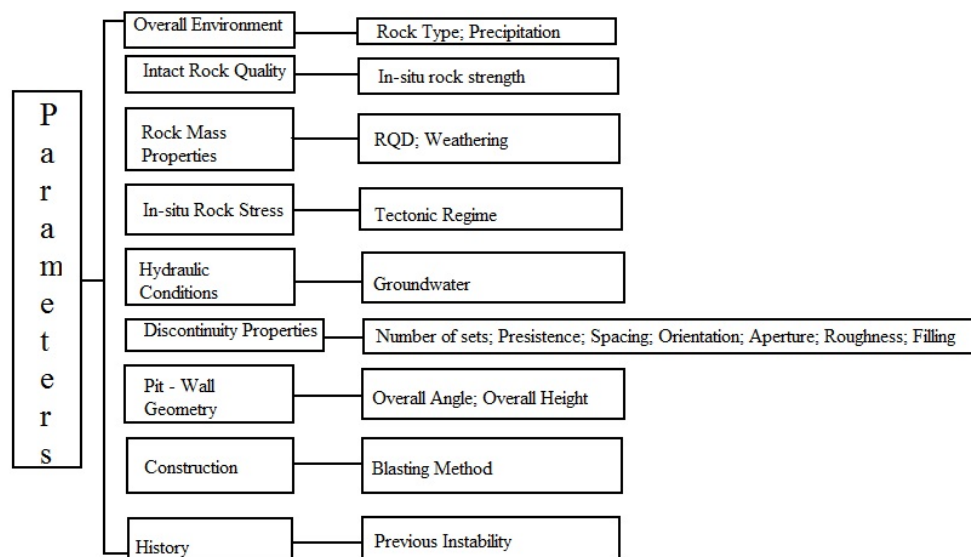 Parameters
Overall Environment
Rock Type; Precipitation
Intact Rock Quality
In-situ rock strength
Rock Mass
Properties
RQD; Weathering
In-situ Rock Stress
Tectonic Regime
Hydraulic
Conditions
Groundwater
Discontinuity Properties
Number of sets; Presistence; Spacing; Orientation; Aperture; Roughness; Filling
Pit - Wall
Geometry
Overall Angle; Overall Height
Construction
Blasting Method
History
Previous Instability